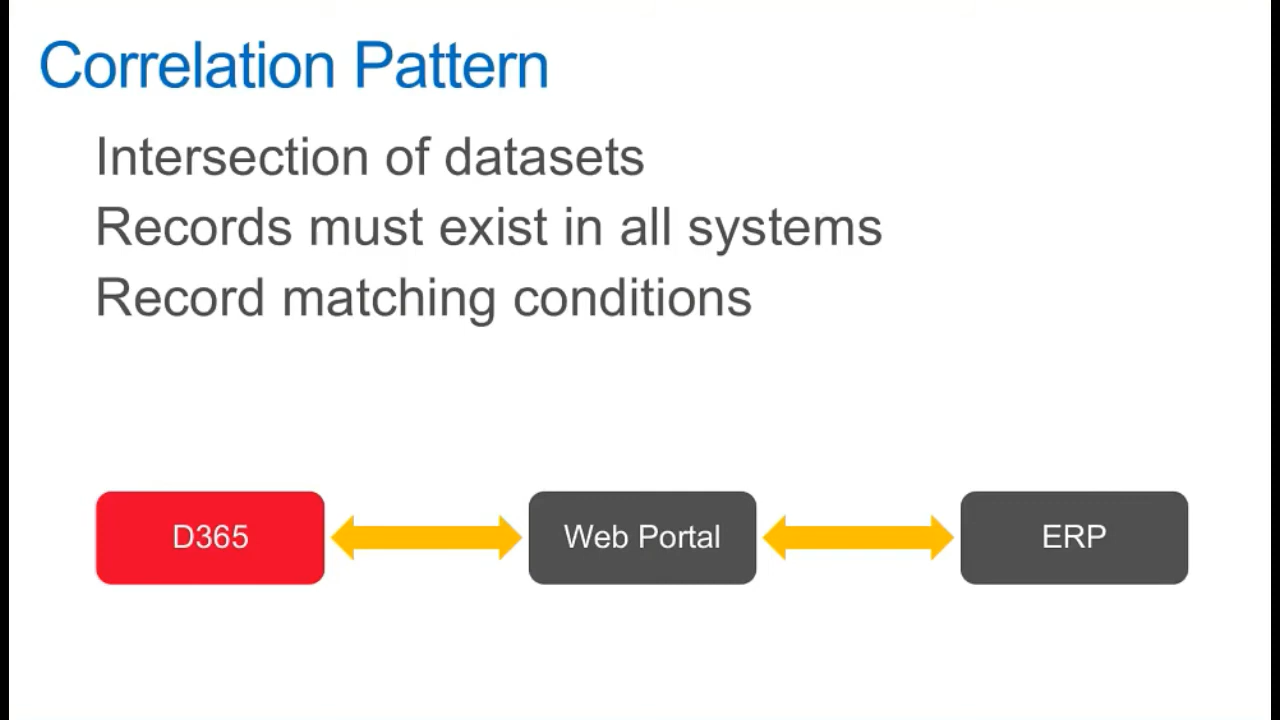 Correlation Pattern
Intersection of datasets
Records must exist in all systems
Record matching conditions
D365
Web Portal
ERP